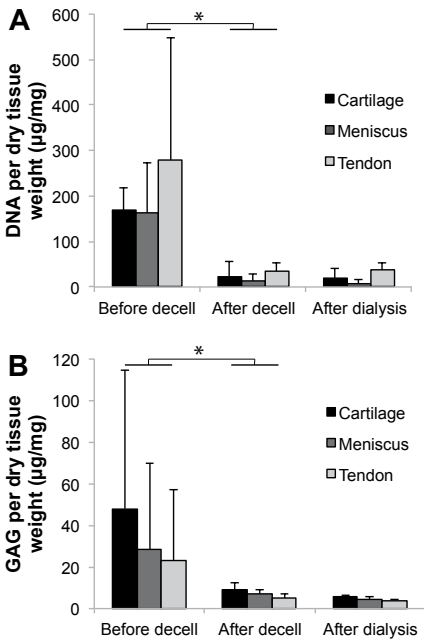 A
DNA per dry tissue
weight (µg/mg)
600
500
400
300
200
100
0
*
Cartilage
Meniscus
Tendon
Before decell After decell After dialysis
B
GAG per dry tissue
weight (µg/mg)
120
100
80
60
40
20
0
*
Cartilage
Meniscus
Tendon
Before decell After decell After dialysis